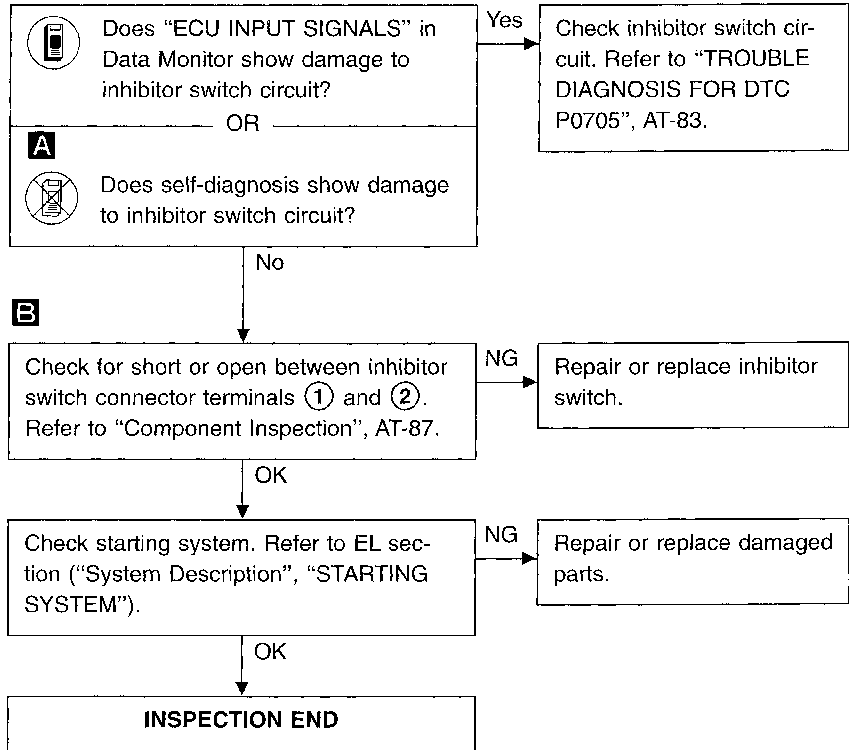 Does “ECU INPUT SIGNALS” in
Data Monitor show damage to
inhibitor switch circuit?
Yes
Check inhibitor switch cir-
cuit. Refer to “TROUBLE
DIAGNOSIS FOR DTC
P0705”, AT-83.
OR
A
Does self-diagnosis show damage
to inhibitor switch circuit?
No
B
Check for short or open between inhibitor
switch connector terminals ① and ②.
Refer to “Component Inspection”, AT-87.
NG
Repair or replace inhibitor
switch.
OK
Check starting system. Refer to EL sec-
tion (“System Description”, “STARTING
SYSTEM”).
NG
Repair or replace damaged
parts.
OK
INSPECTION END